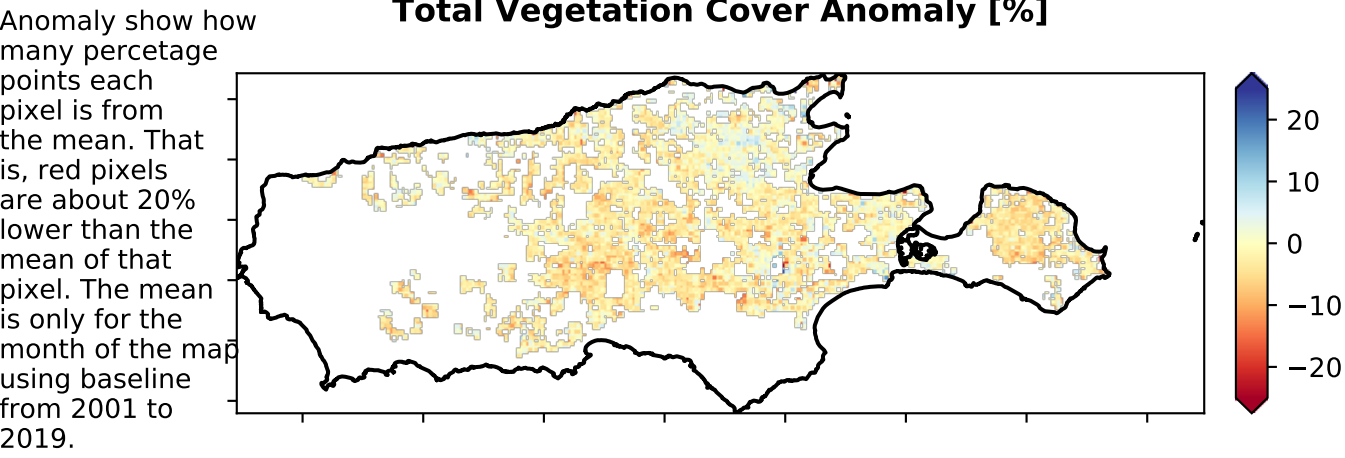 Total Vegetation Cover Anomaly [%]
Anomaly show how
many percetage
points each
pixel is from
the mean. That
is, red pixels
are about 20%
lower than the
mean of that
pixel. The mean
is only for the
month of the map
using baseline
from 2001 to
2019.
20
10
0
−10
−20